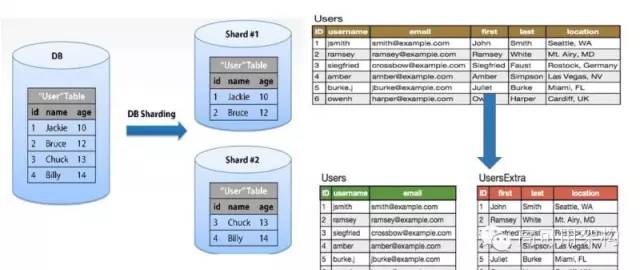 DB
"User"Table
id name age
1 Jackie 10
2 Bruce 12
3 Chuck 13
4 Billy 14
DB Sharding
Shard #1
"User"Table
id name age
1 Jackie 10
2 Bruce 12
Shard #2
"User"Table
id name age
3 Chuck 13
4 Billy 14
Users
ID username email first last location
1 jsmith smith@example.com John Smith Seattle, WA
2 ramsey ramsey@example.com Ramsey White Mt. Airy, MD
3 siegfried crossbow@example.com Siegfried Faust Rostock, Germany
4 amber amber@example.com Amber Simpson Las Vegas, NV
5 burke.j jburke@example.com Juliet Burke Miami, FL
6 owenh harper@example.com Harper Cardiff, UK
Users
ID username email
1 jsmith smith@example.com
2 ramsey ramsey@example.com
3 siegfried crossbow@example.com
4 amber amber@example.com
5 burke.j jburke@example.com
UsersExtra
ID first last location
1 John Smith Seattle, WA
2 Ramsey White Mt. Airy, MD
Faust Rostock, Germany
Simpson Las Vegas, NV
5 Juliet Burke Miami, FL